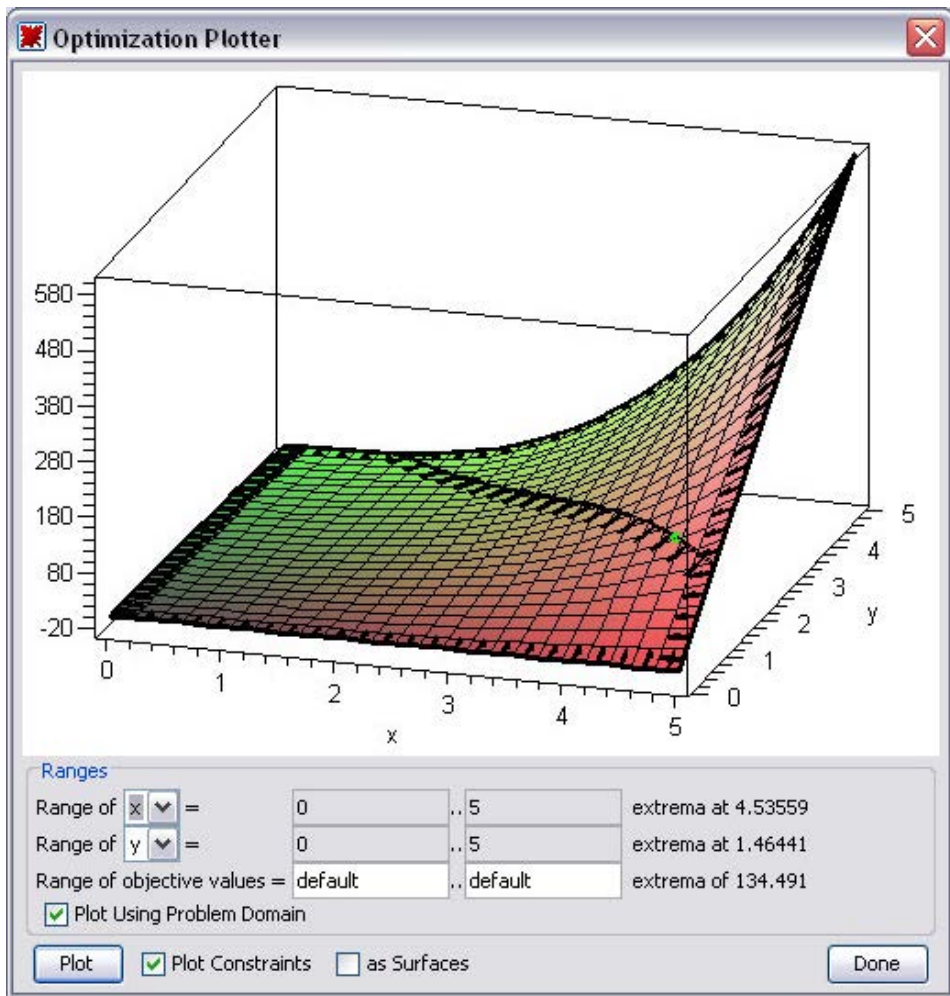 Optimization Plotter
580
480
380
280
180
80
-20
0
1
2
3
4
5
x
0
1
2
3
4
5
y
Ranges
Range of x = 0 .. 5 extrema at 4.53559
Range of y = 0 .. 5 extrema at 1.46441
Range of objective values = default .. default extrema of 134.491
Plot Using Problem Domain
Plot Plot Constraints as Surfaces Done